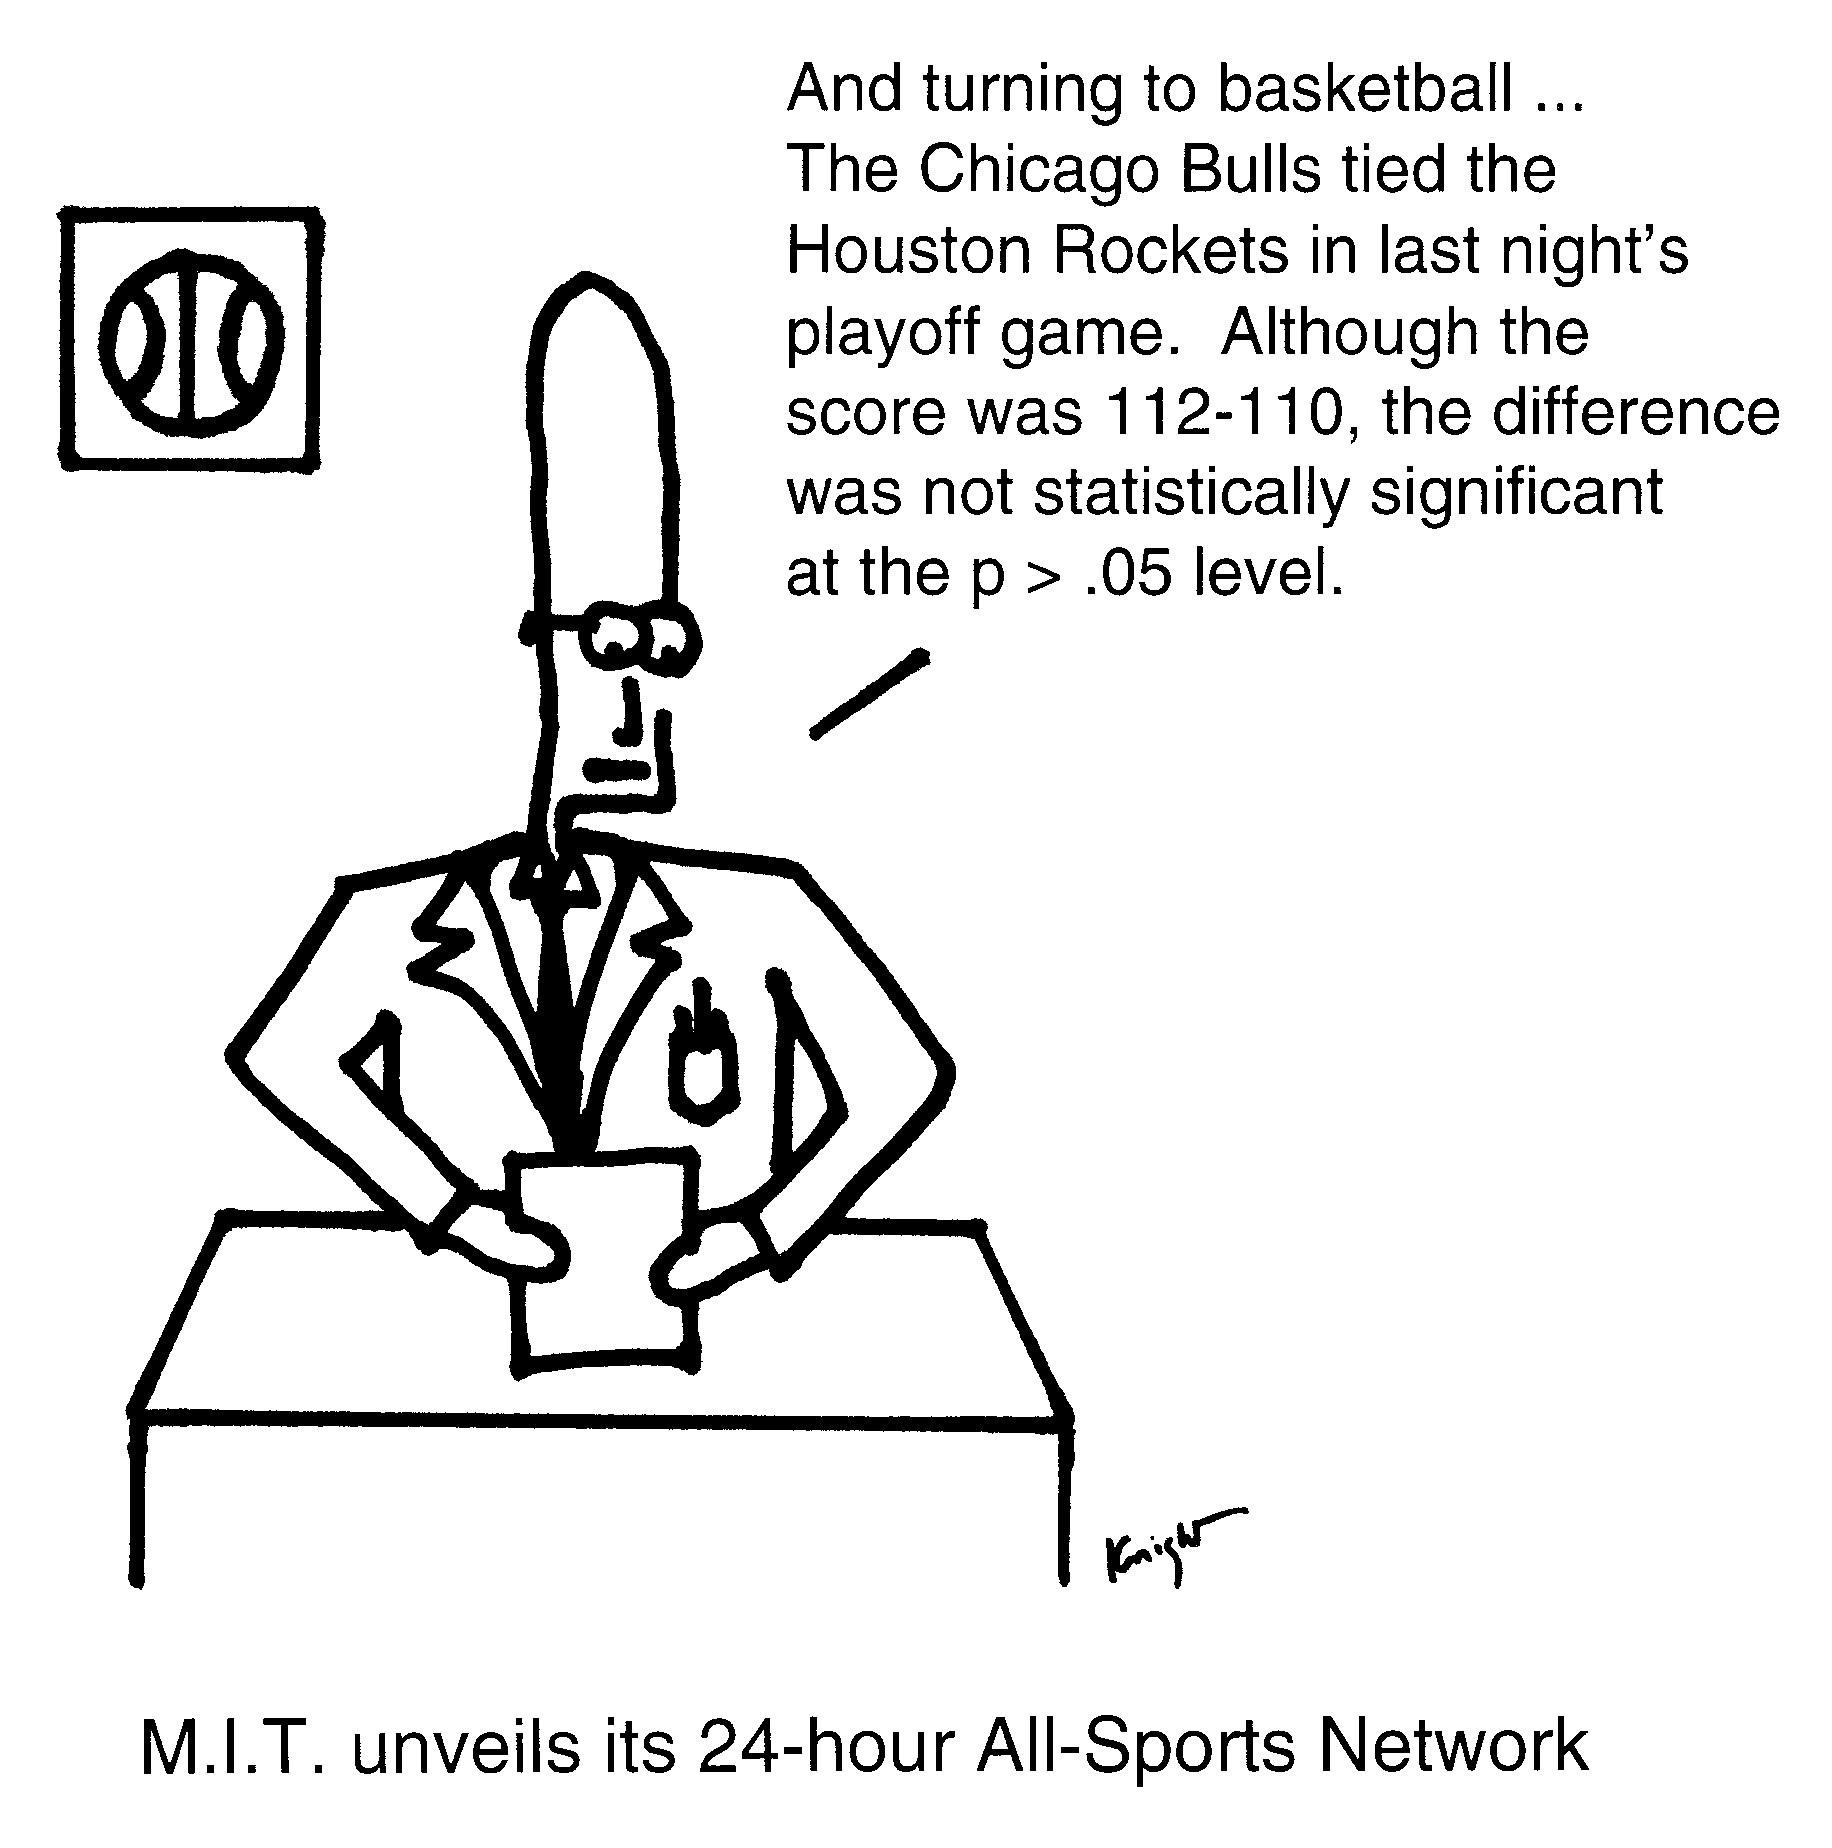 And turning to basketball ...
The Chicago Bulls tied the
Houston Rockets in last night’s
playoff game.  Although the
score was 112-110, the difference
was not statistically significant
at the p > .05 level.
Knight
M.I.T. unveils its 24-hour All-Sports Network